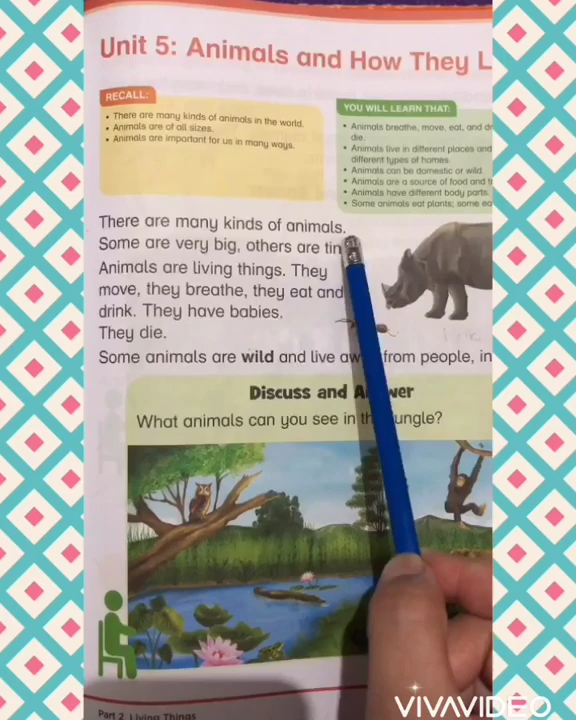 Unit 5: Animals and How They L
RECALL:
• There are many kinds of animals in the world.
• Animals are of all sizes.
• Animals are important for us in many ways.
YOU WILL LEARN THAT:
• Animals breathe, move, eat, and dr
die.
• Animals live in different places and
different types of homes.
• Animals can be domestic or wild.
• Animals are a source of food and
• Animals have different body parts.
• Some animals eat plants; some ea
There are many kinds of animals.
Some are very big, others are tin
Animals are living things. They
move, they breathe, they eat and
drink. They have babies.
They die.
Some animals are wild and live aw from people, in
Discuss and A wer
What animals can you see in th ungle?
Part 2 Living Things
VIVAVIDEO